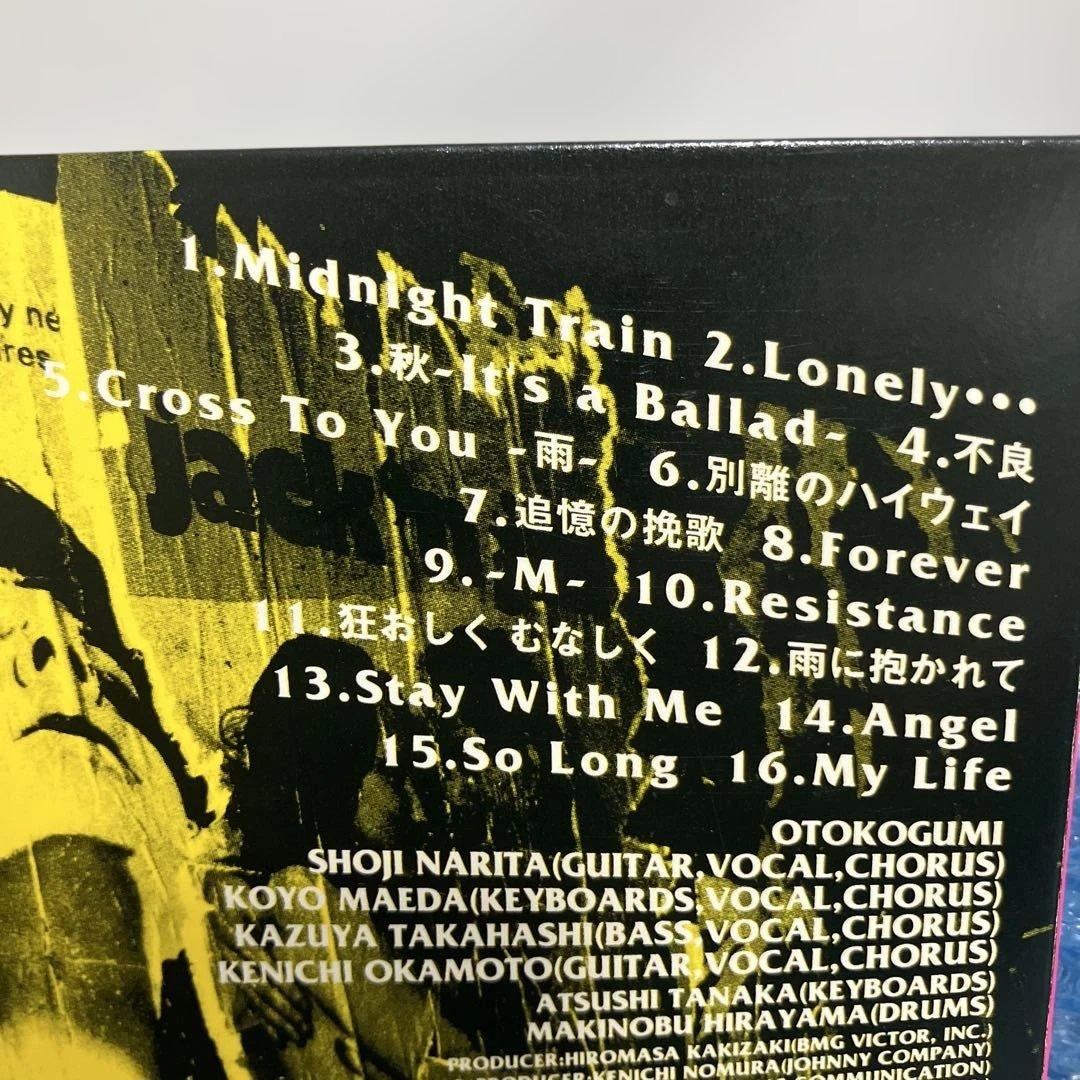 1.Midnight Train 2.Lonely•••
3.秋-It's a Ballad- 4.不良
5.Cross To You -雨- 6.別離のハイウェイ
7.追憶の挽歌 8.Forever
9.-M- 10.Resistance
11.狂おしく むなしく 12.雨に抱かれて
13.Stay With Me 14.Angel
15.So Long 16.My Life
OTOKOGUMI
SHOJI NARITA(GUITAR,VOCAL,CHORUS)
KOYO MAEDA(KEYBOARDS,VOCAL,CHORUS)
KAZUYA TAKAHASHI(BASS,VOCAL,CHORUS)
KENICHI OKAMOTO(GUITAR,VOCAL,CHORUS)
ATSUSHI TANAKA(KEYBOARDS)
MAKINOBU HIRAYAMA(DRUMS)
PRODUCER:HIROMASA KAKIZAKI(BMG VICTOR, INC.)
PRODUCER:KENICHI NOMURA(JOHNNY COMPANY)
COMMUNICATION)
y ne
res
Jack